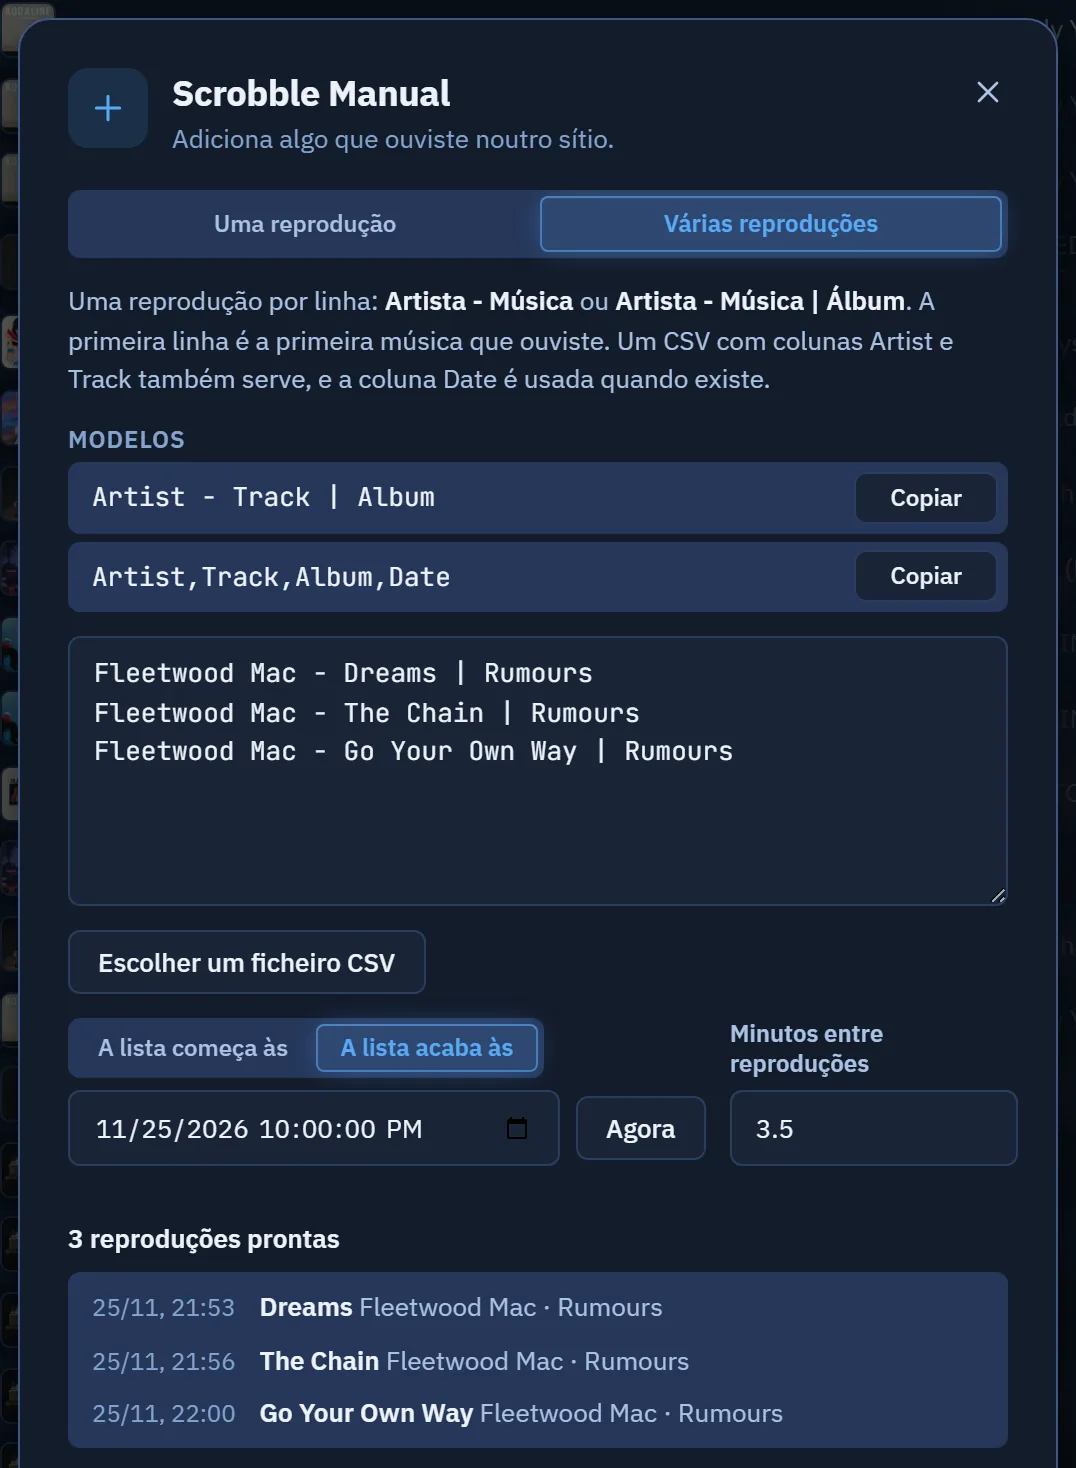 Scrobble Manual
Adiciona algo que ouviste noutro sítio.
Uma reprodução
Várias reproduções
Uma reprodução por linha: Artista - Música ou Artista - Música | Álbum. A
primeira linha é a primeira música que ouviste. Um CSV com colunas Artist e
Track também serve, e a coluna Date é usada quando existe.
MODELOS
Artist - Track | Album
Copiar
Artist,Track,Album,Date
Copiar
Fleetwood Mac - Dreams | Rumours
Fleetwood Mac - The Chain | Rumours
Fleetwood Mac - Go Your Own Way | Rumours
Escolher um ficheiro CSV
A lista começa às
A lista acaba às
Minutos entre
reproduções
11/25/2026 10:00:00 PM
Agora
3.5
3 reproduções prontas
25/11, 21:53 Dreams Fleetwood Mac · Rumours
25/11, 21:56 The Chain Fleetwood Mac · Rumours
25/11, 22:00 Go Your Own Way Fleetwood Mac · Rumours